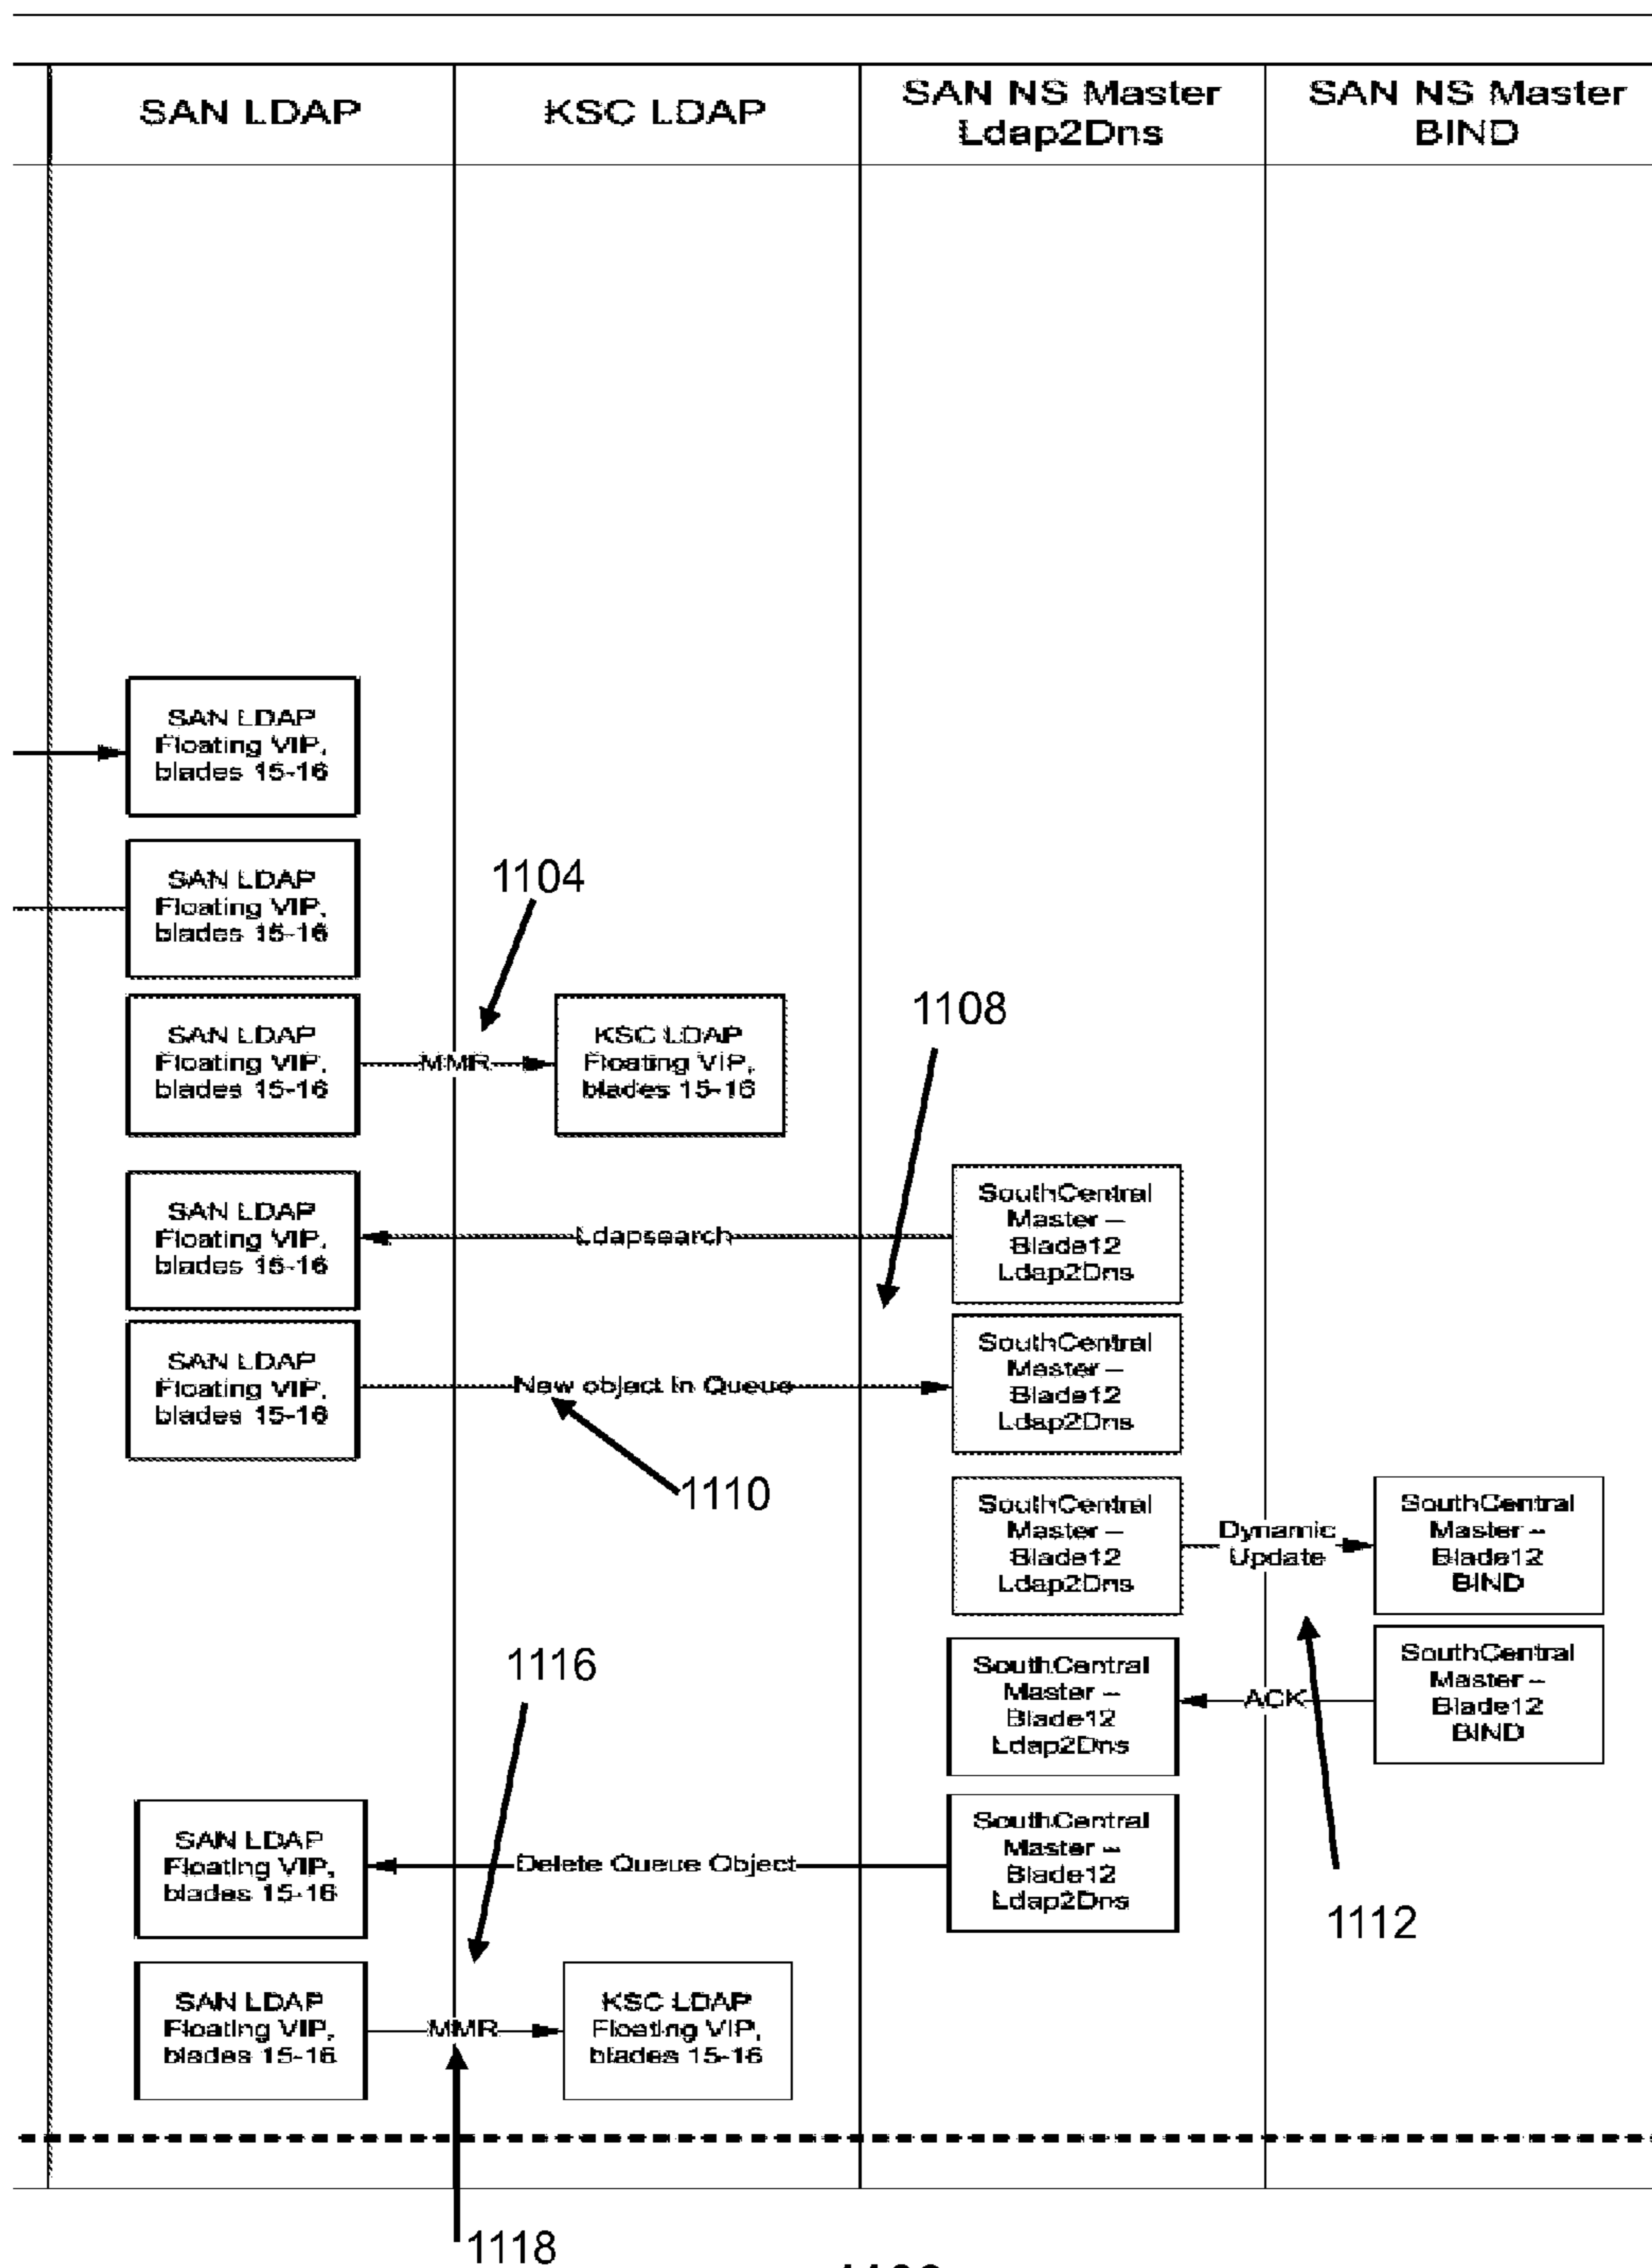 SAN LDAP
KSC LDAP
SAN NS Master
Ldap2Dns
SAN NS Master
BIND
SAN LDAP
Floating VIP,
blades 15-16
SAN LDAP
Floating VIP,
blades 15-16
1104
SAN LDAP
Floating VIP,
blades 15-16
MMR
KSC LDAP
Floating VIP,
blades 15-16
1108
SAN LDAP
Floating VIP,
blades 15-16
Ldapsearch
SouthCentral
Master –
Blade12
Ldap2Dns
SAN LDAP
Floating VIP,
blades 15-16
New object In Queue
SouthCentral
Master –
Blade12
Ldap2Dns
1110
SouthCentral
Master –
Blade12
Ldap2Dns
Dynamic
Update
SouthCentral
Master –
Blade12
BIND
1116
SouthCentral
Master –
Blade12
Ldap2Dns
ACK
SouthCentral
Master –
Blade12
BIND
SAN LDAP
Floating VIP,
blades 15-16
Delete Queue Object
SouthCentral
Master –
Blade12
Ldap2Dns
1112
SAN LDAP
Floating VIP,
blades 15-16
MMR
KSC LDAP
Floating VIP,
blades 15-16
1118